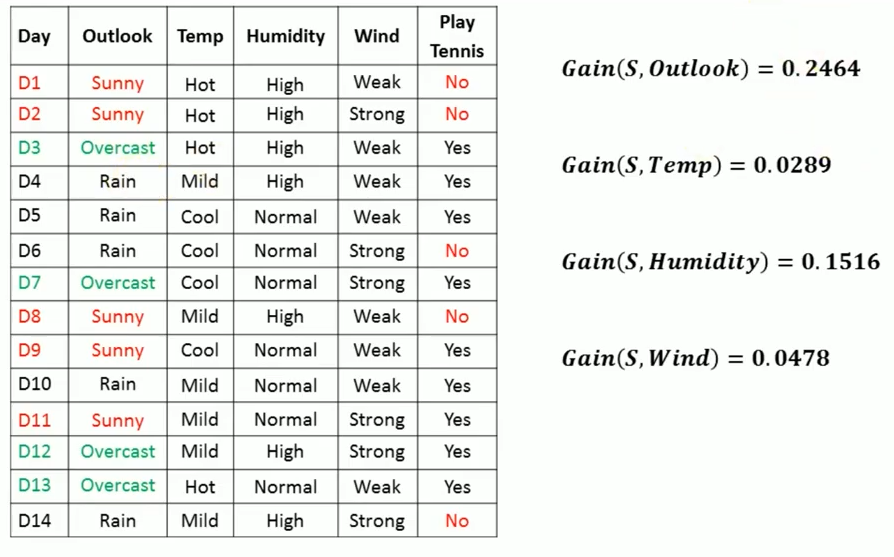 Day Outlook Temp Humidity Wind Play Tennis
D1 Sunny Hot High Weak No
D2 Sunny Hot High Strong No
D3 Overcast Hot High Weak Yes
D4 Rain Mild High Weak Yes
D5 Rain Cool Normal Weak Yes
D6 Rain Cool Normal Strong No
D7 Overcast Cool Normal Strong Yes
D8 Sunny Mild High Weak No
D9 Sunny Cool Normal Weak Yes
D10 Rain Mild Normal Weak Yes
D11 Sunny Mild Normal Strong Yes
D12 Overcast Mild High Strong Yes
D13 Overcast Hot Normal Weak Yes
D14 Rain Mild High Strong No
Gain(S, Outlook) = 0.2464
Gain(S, Temp) = 0.0289
Gain(S, Humidity) = 0.1516
Gain(S, Wind) = 0.0478